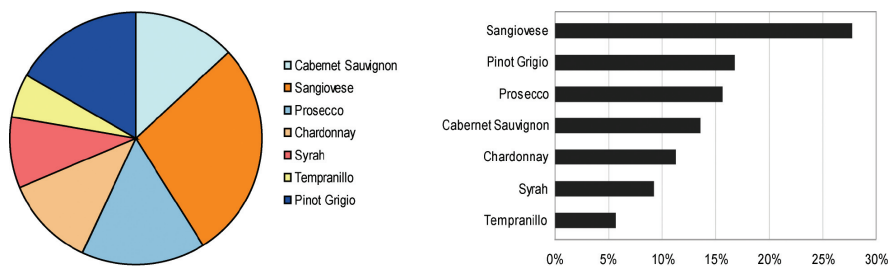 Cabernet Sauvignon
Sangiovese
Prosecco
Chardonnay
Syrah
Tempranillo
Pinot Grigio
Sangiovese
Pinot Grigio
Prosecco
Cabernet Sauvignon
Chardonnay
Syrah
Tempranillo
0% 5% 10% 15% 20% 25% 30%